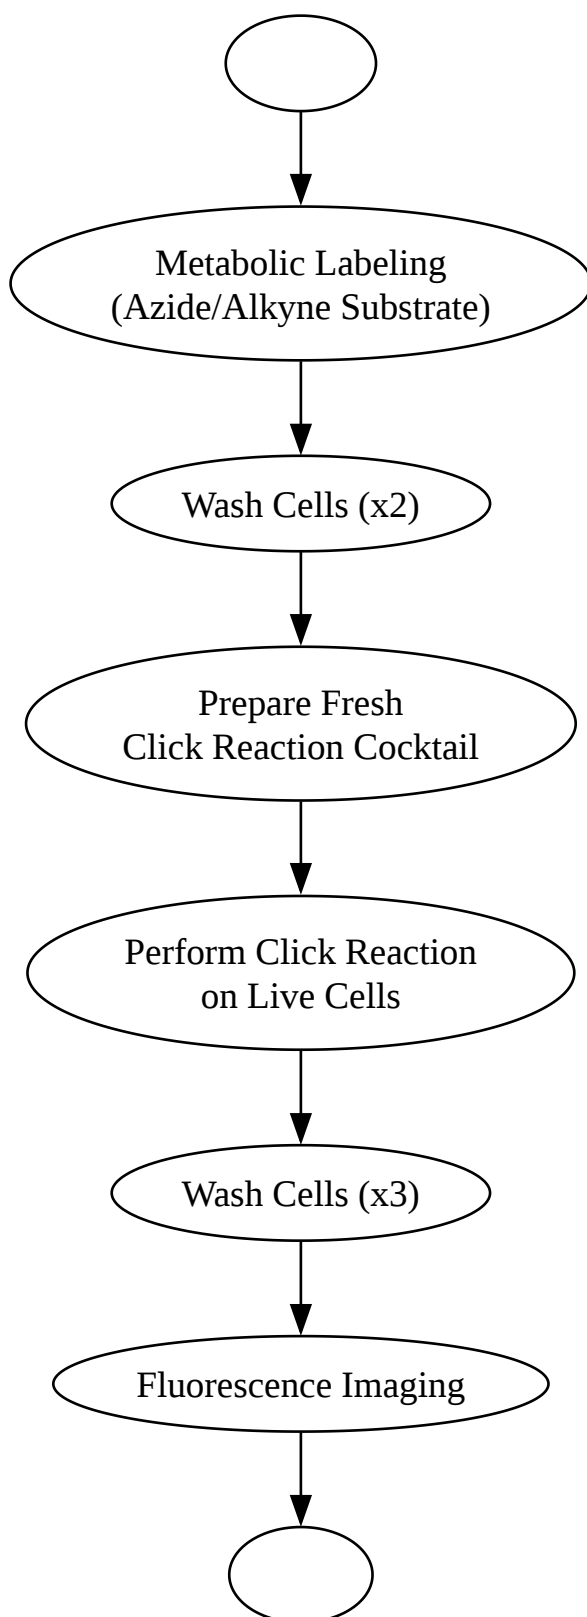 Metabolic Labeling
(Azide/Alkyne Substrate)
Wash Cells (x2)
Prepare Fresh
Click Reaction Cocktail
Perform Click Reaction
on Live Cells
Wash Cells (x3)
Fluorescence Imaging